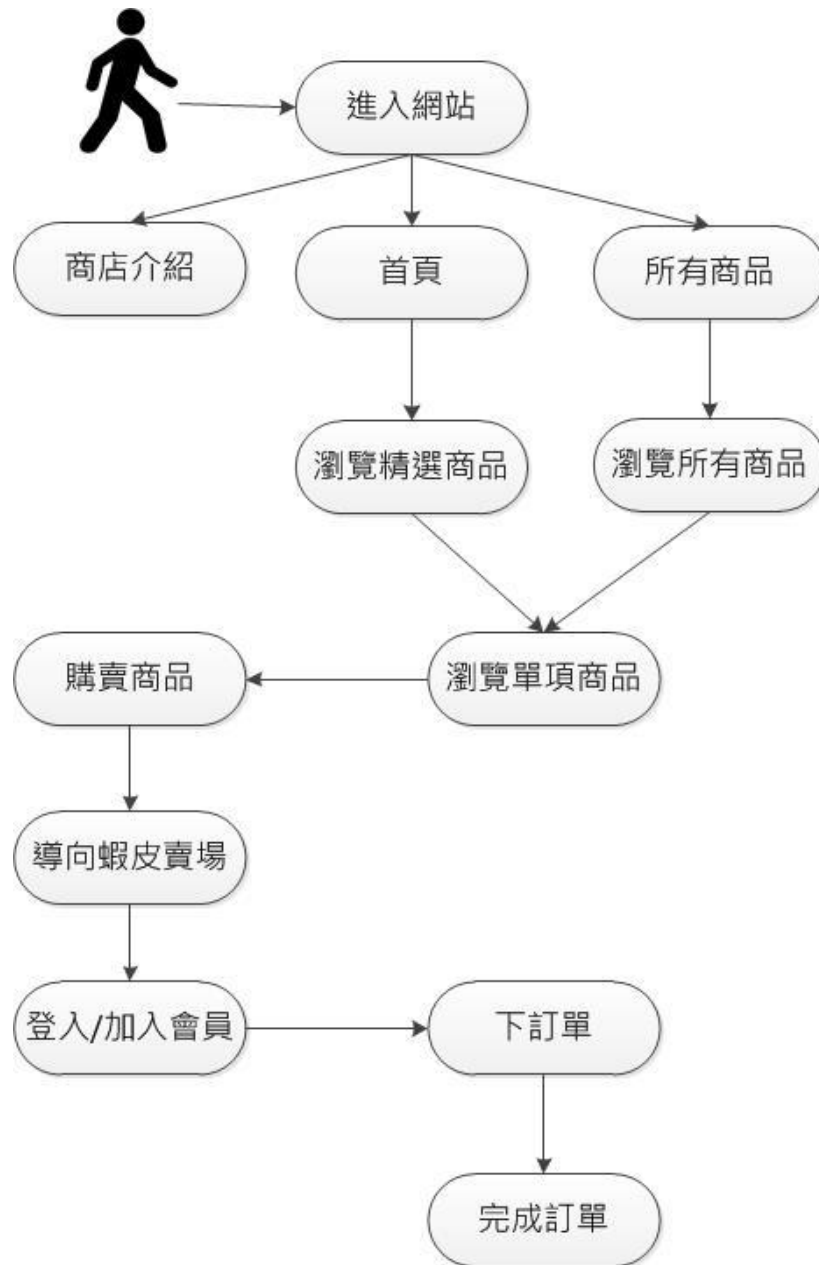 進入網站
商店介紹
首頁
所有商品
瀏覽精選商品
瀏覽所有商品
購賣商品
瀏覽單項商品
導向蝦皮賣場
登入/加入會員
下訂單
完成訂單